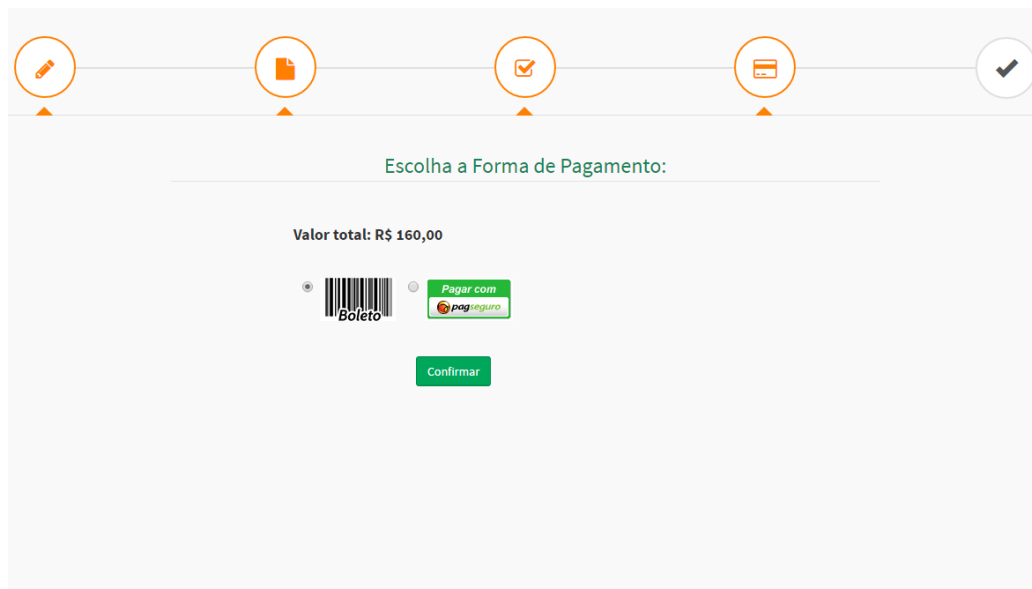 Escolha a Forma de Pagamento:
Valor total: R$ 160,00
Boleto
Pagar com
pagseguro
Confirmar